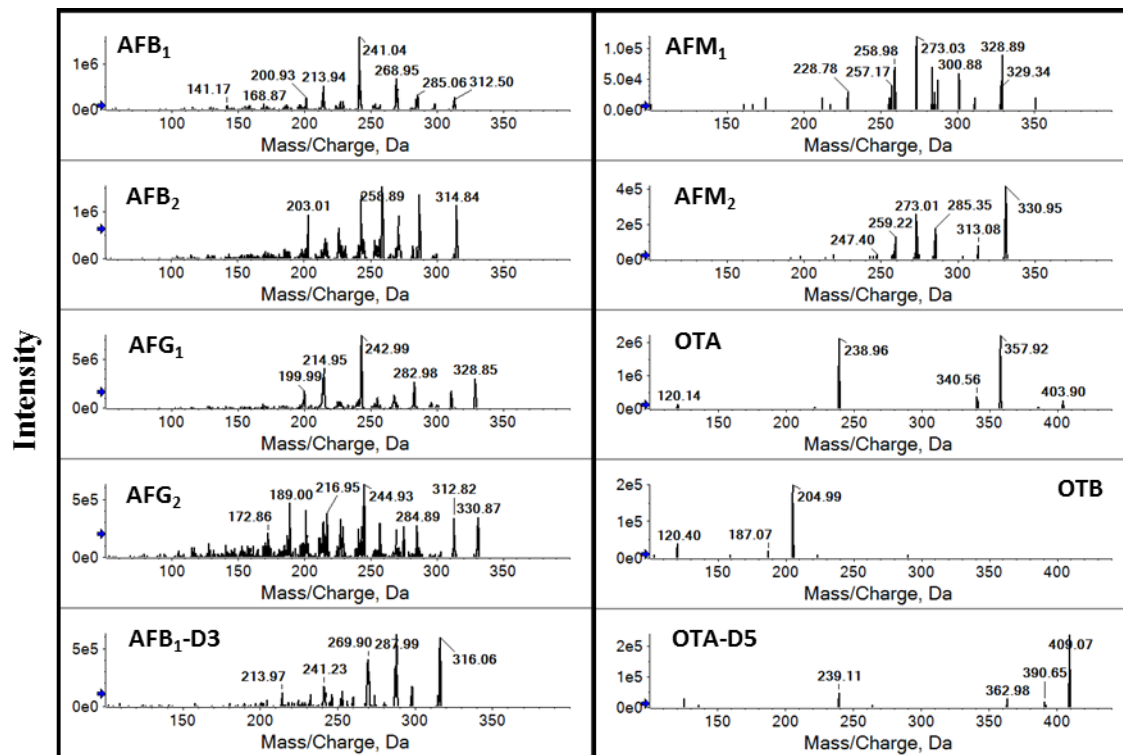 Intensity
AFB₁
1e6
0e0
141.17
168.87
200.93
213.94
241.04
268.95
285.06
312.50
100 150 200 250 300 350
Mass/Charge, Da
AFB₂
1e6
0e0
203.01
258.89
314.84
100 150 200 250 300 350
Mass/Charge, Da
AFG₁
5e6
0e0
199.99
214.95
242.99
282.98
328.85
100 150 200 250 300 350
Mass/Charge, Da
AFG₂
5e5
0e0
172.86
189.00
216.95
244.93
284.89
312.82
330.87
100 150 200 250 300 350
Mass/Charge, Da
AFB₁-D3
5e5
0e0
213.97
241.23
269.90
287.99
316.06
100 150 200 250 300 350
Mass/Charge, Da
AFM₁
1.0e5
5.0e4
0.0e0
228.78
257.17
258.98
273.03
300.88
328.89
329.34
150 200 250 300 350
Mass/Charge, Da
AFM₂
4e5
2e5
0e0
247.40
259.22
273.01
285.35
313.08
330.95
150 200 250 300 350
Mass/Charge, Da
OTA
2e6
1e6
0e0
120.14
238.96
340.56
357.92
403.90
150 200 250 300 350 400
Mass/Charge, Da
OTB
2e5
1e5
0e0
120.40
187.07
204.99
150 200 250 300 350 400
Mass/Charge, Da
OTA-D5
2e5
0e0
239.11
362.98
390.65
409.07
150 200 250 300 350 400
Mass/Charge, Da